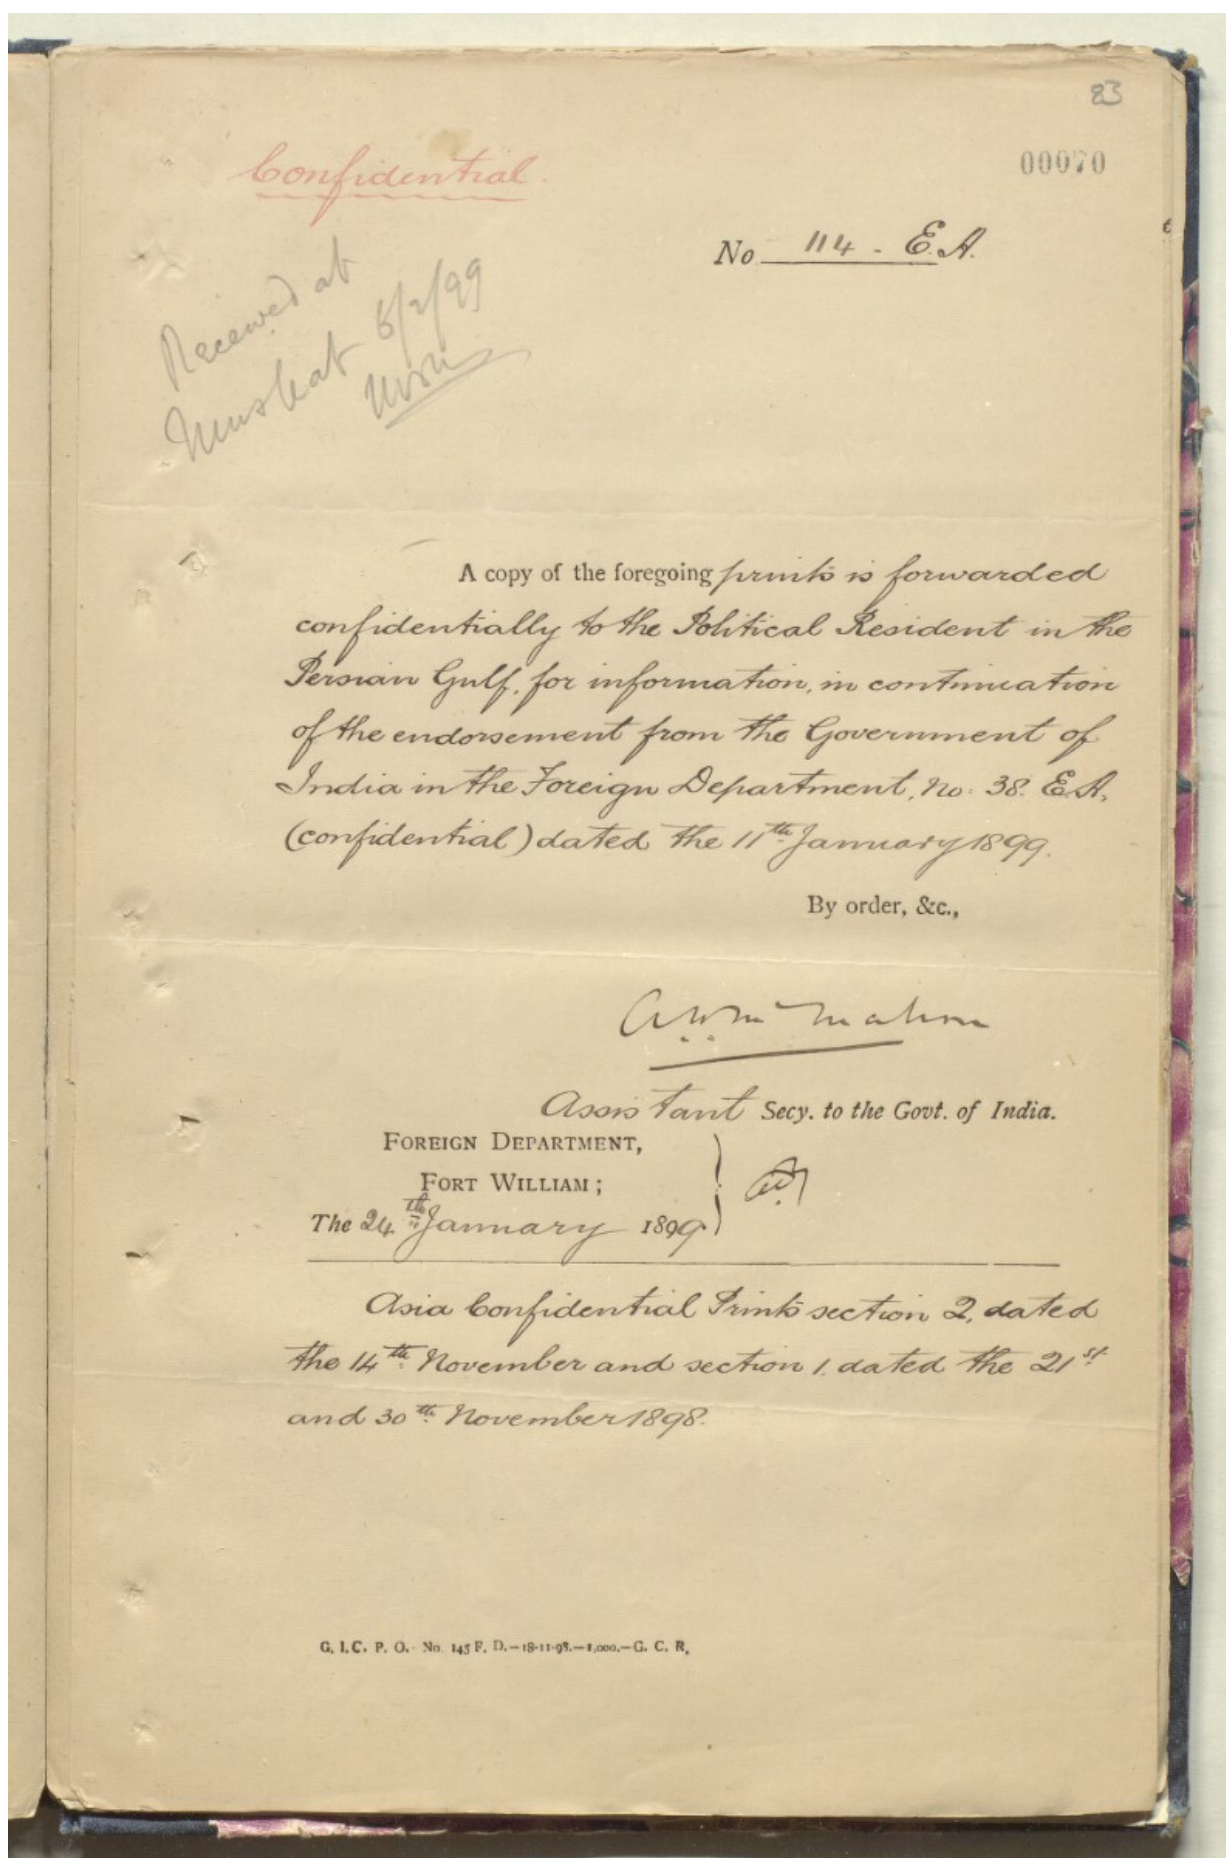 83
00070
Confidential.
No 114 - E.A.
Received at
Muskat 8/2/99
A copy of the foregoing prints is forwarded
confidentially to the Political Resident in the
Persian Gulf, for information, in continuation
of the endorsement from the Government of
India in the Foreign Department, No. 38. E.A.
(confidential) dated the 11th January 1899.
By order, &c.,
Assistant Secy. to the Govt. of India.
FOREIGN DEPARTMENT,
FORT WILLIAM;
The 24th January 1899
Asia Confidential Prints section 2, dated
the 14th November and section 1, dated the 21st
and 30th November 1898.
G. I. C. P. O. No. 145 F. D.—18-11-98.—1,000.—G. C. R.